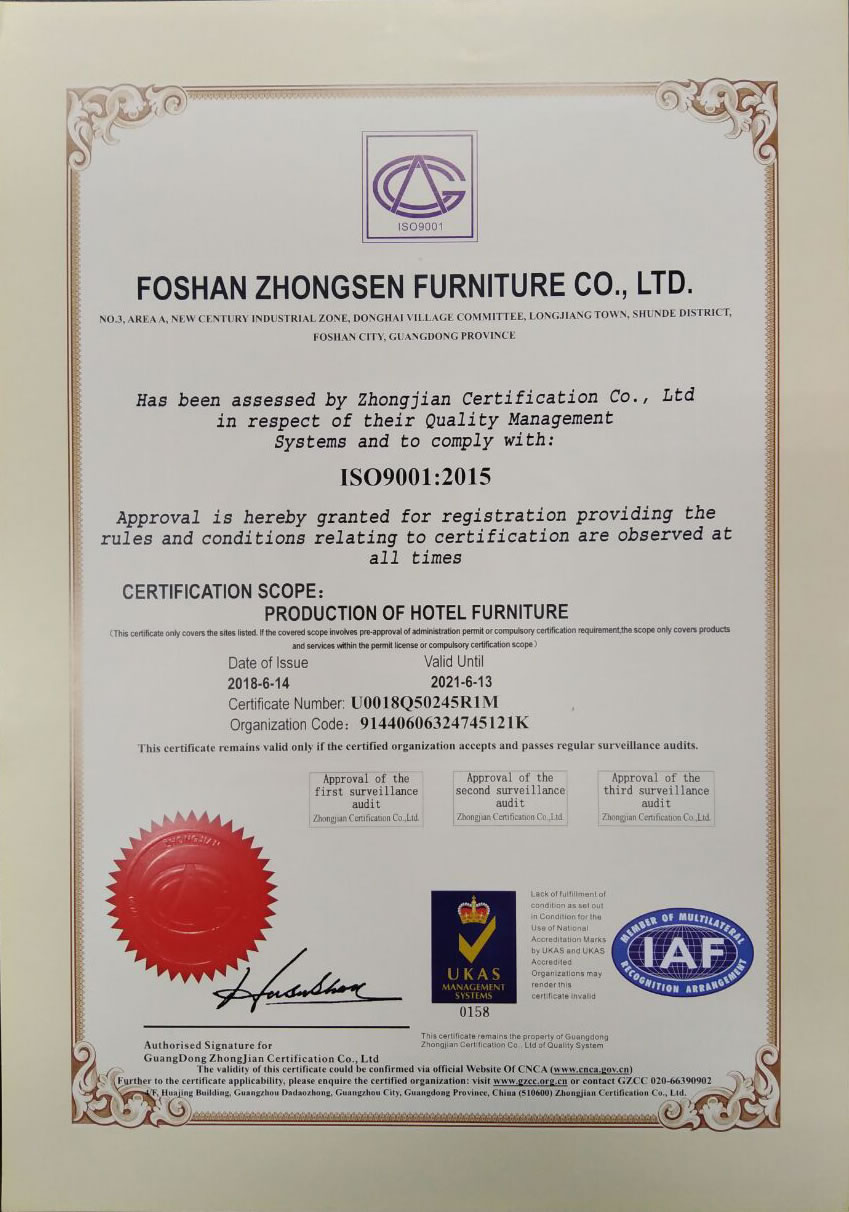 ISO9001
FOSHAN ZHONGSEN FURNITURE CO., LTD.
NO.3, AREA A, NEW CENTURY INDUSTRIAL ZONE, DONGHAI VILLAGE COMMITTEE, LONGJIANG TOWN, SHUNDE DISTRICT,
FOSHAN CITY, GUANGDONG PROVINCE
Has been assessed by Zhongjian Certification Co., Ltd
in respect of their Quality Management
Systems and to comply with:
ISO9001:2015
Approval is hereby granted for registration providing the
rules and conditions relating to certification are observed at
all times
CERTIFICATION SCOPE:
PRODUCTION OF HOTEL FURNITURE
(This certificate only covers the sites listed. If the covered scope involves pre-approval of administration permit or compulsory certification requirement,the scope only covers products
and services within the permit license or compulsory certification scope)
Date of Issue Valid Until
2018-6-14 2021-6-13
Certificate Number: U0018Q50245R1M
Organization Code: 91440606324745121K
This certificate remains valid only if the certified organization accepts and passes regular surveillance audits.
Approval of the
first surveillance
audit
Zhongjian Certification Co.,Ltd.
Approval of the
second surveillance
audit
Zhongjian Certification Co.,Ltd.
Approval of the
third surveillance
audit
Zhongjian Certification Co.,Ltd.
ZHONGJIAN
UKAS
MANAGEMENT
SYSTEMS
0158
Lack of fulfillment of
condition as set out
in Condition for the
Use of National
Accreditation Marks
by UKAS and UKAS
Accredited
Organizations may
render this
certificate invalid
MEMBER OF MULTILATERAL
IAF
RECOGNITION ARRANGEMENT
This certificate remains the property of Guangdong
Zhongjian Certification Co., Ltd of Quality System
Authorised Signature for
GuangDong ZhongJian Certification Co., Ltd
The validity of this certificate could be confirmed via official Website Of CNCA (www.cnca.gov.cn)
Further to the certificate applicability, please enquire the certified organization: visit www.gzcc.org.cn or contact GZCC 020-66390902
Huajing Building, Guangzhou Dadaozhong, Guangzhou City, Guangdong Province, China (510600) Zhongjian Certification Co., Ltd.